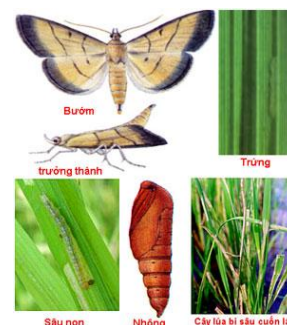 Bướm
trưởng thành
Trứng
Sâu non
Nhộng
Cây lúa bị sâu cuốn lá